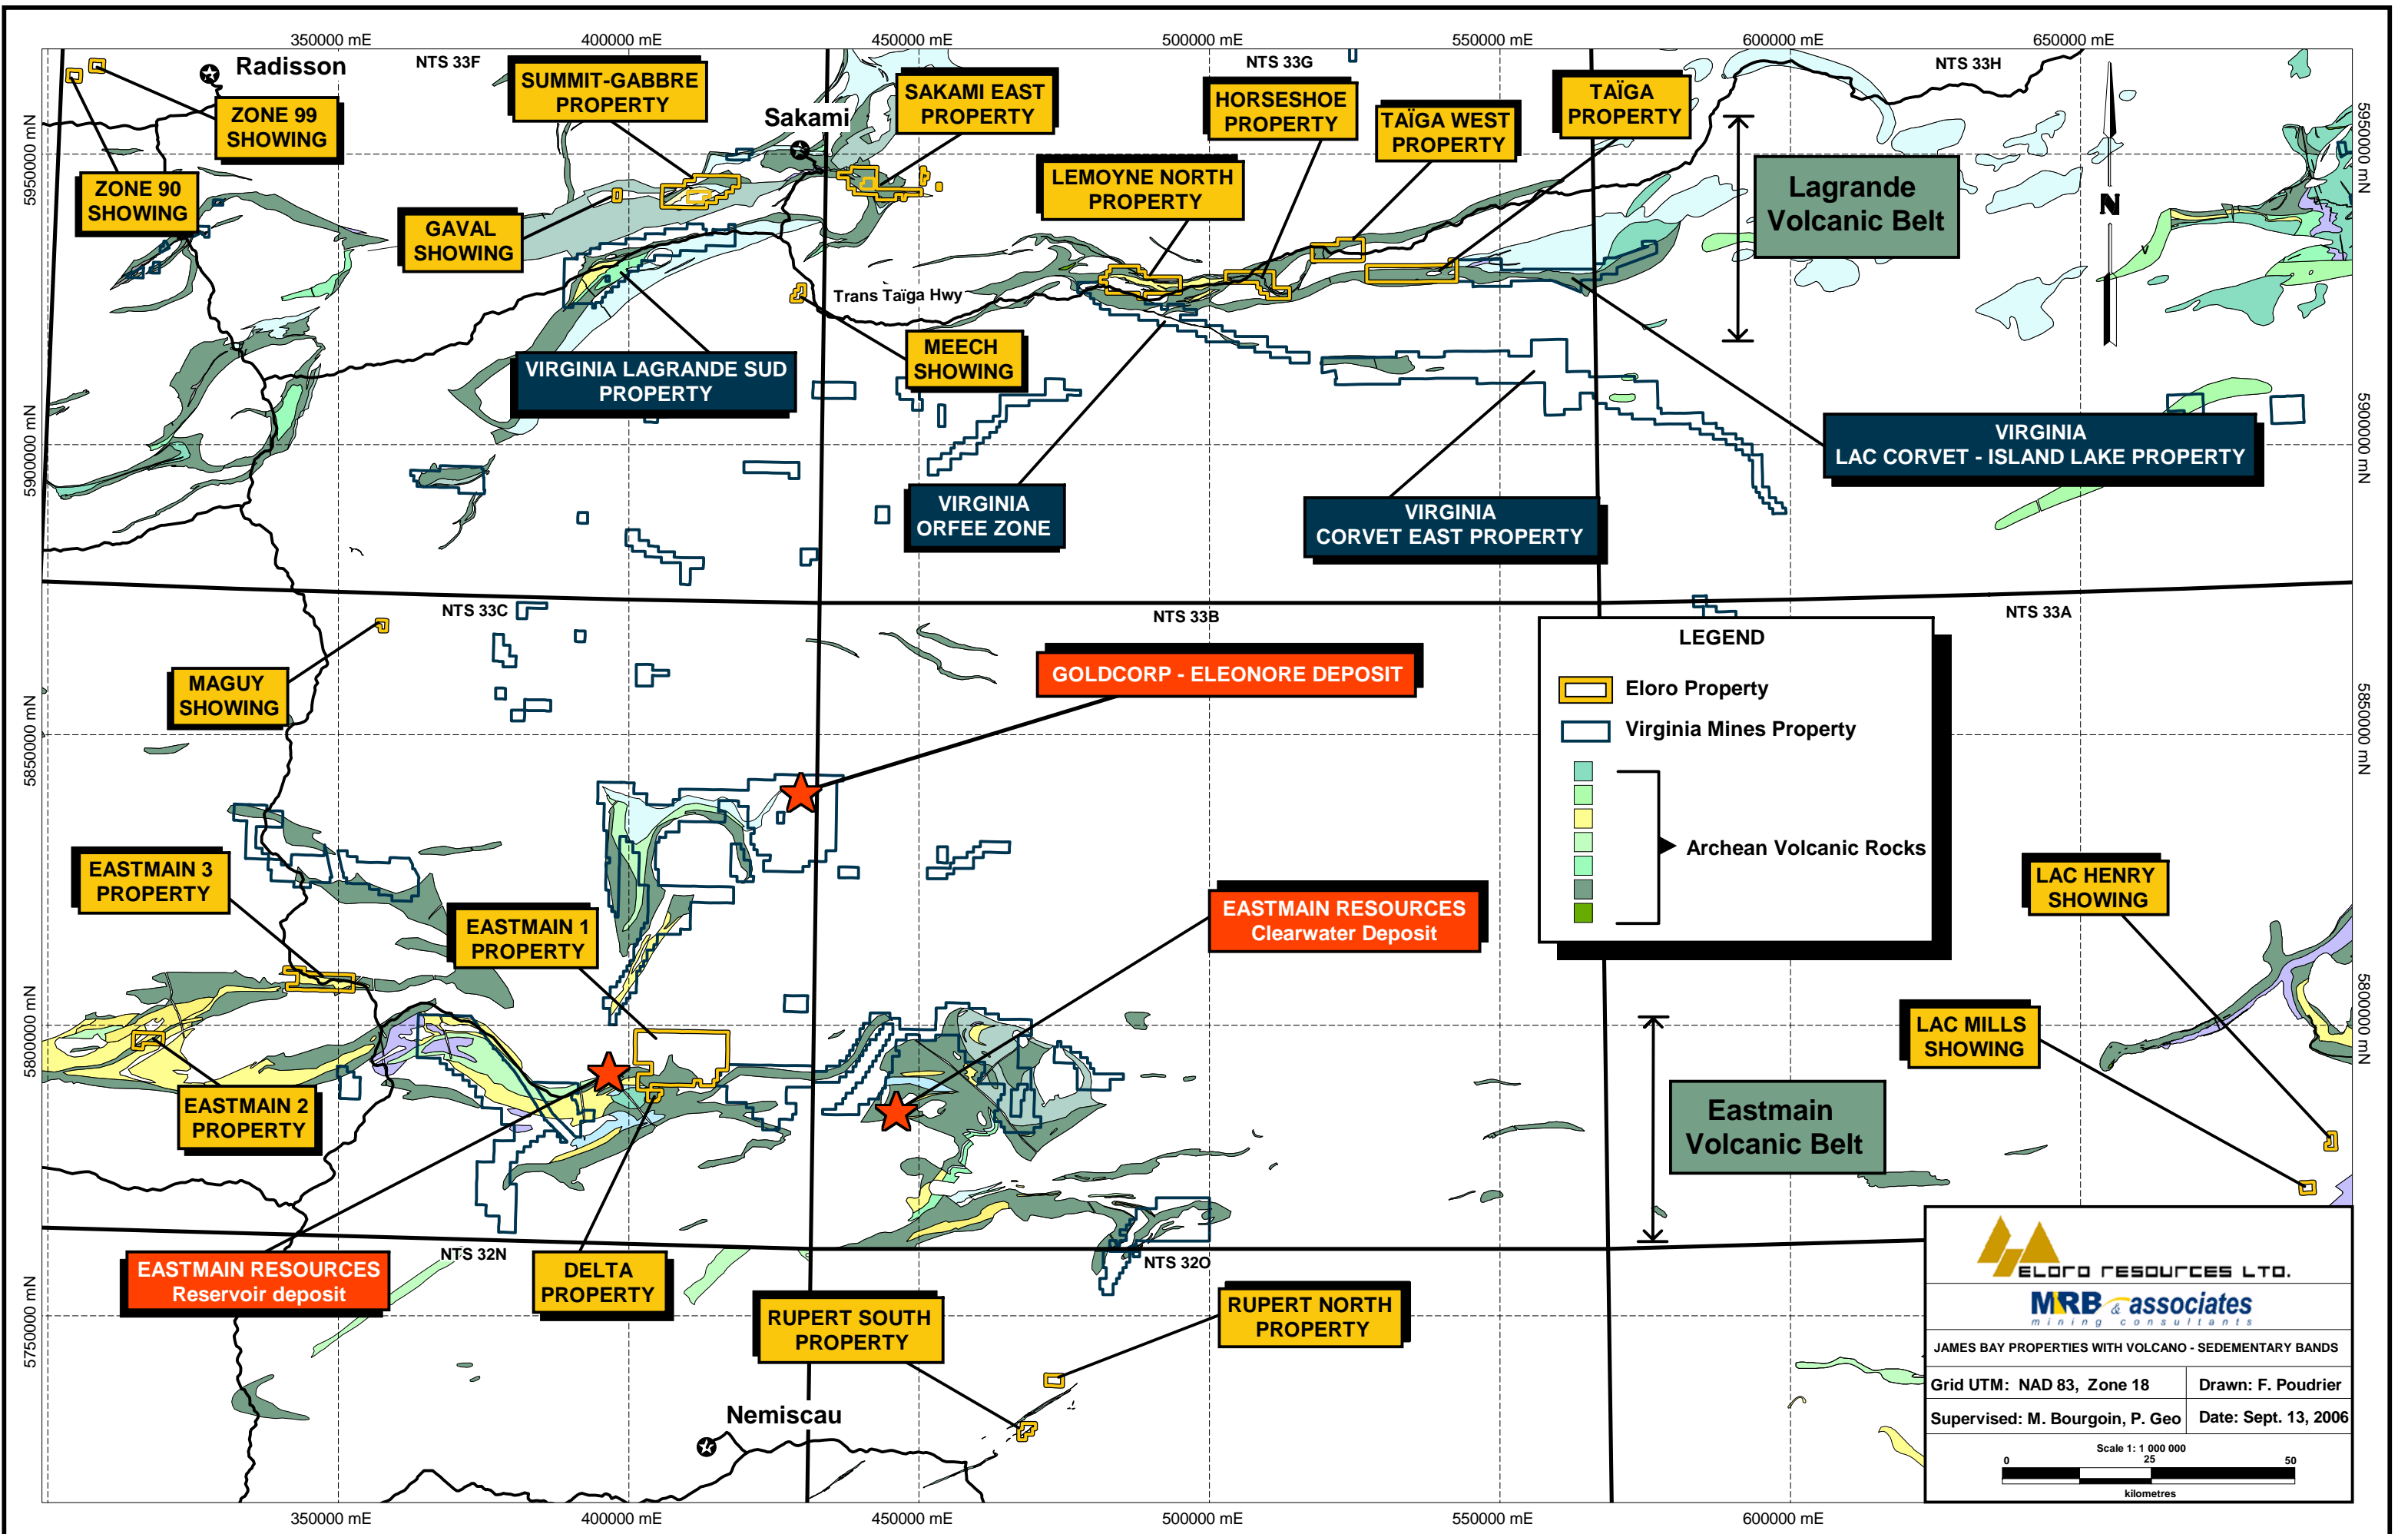 350000 mE
400000 mE
450000 mE
500000 mE
550000 mE
600000 mE
650000 mE
Radisson
NTS 33F
NTS 33G
NTS 33H
ZONE 99
SHOWING
SUMMIT-GABBRE
PROPERTY
Sakami
SAKAMI EAST
PROPERTY
HORSESHOE
PROPERTY
TAÏGA WEST
PROPERTY
TAÏGA
PROPERTY
5950000 mN
5950000 mN
ZONE 90
SHOWING
GAVAL
SHOWING
LEMOYNE NORTH
PROPERTY
Lagrande
Volcanic Belt
N
Trans Taïga Hwy
VIRGINIA LAGRANDE SUD
PROPERTY
MEECH
SHOWING
5900000 mN
5900000 mN
VIRGINIA
LAC CORVET - ISLAND LAKE PROPERTY
VIRGINIA
ORFEE ZONE
VIRGINIA
CORVET EAST PROPERTY
NTS 33C
NTS 33B
NTS 33A
MAGUY
SHOWING
GOLDCORP - ELEONORE DEPOSIT
LEGEND
Eloro Property
Virginia Mines Property
Archean Volcanic Rocks
5850000 mN
5850000 mN
EASTMAIN 3
PROPERTY
EASTMAIN 1
PROPERTY
EASTMAIN RESOURCES
Clearwater Deposit
LAC HENRY
SHOWING
5800000 mN
5800000 mN
LAC MILLS
SHOWING
EASTMAIN 2
PROPERTY
Eastmain
Volcanic Belt
EASTMAIN RESOURCES
Reservoir deposit
NTS 32N
DELTA
PROPERTY
NTS 32O
RUPERT SOUTH
PROPERTY
RUPERT NORTH
PROPERTY
5750000 mN
Nemiscau
ELORO RESOURCES LTD.
MRB & associates
mining consultants
JAMES BAY PROPERTIES WITH VOLCANO - SEDEMENTARY BANDS
Grid UTM: NAD 83, Zone 18
Drawn: F. Poudrier
Supervised: M. Bourgoin, P. Geo
Date: Sept. 13, 2006
Scale 1: 1 000 000
0
25
50
kilometres
350000 mE
400000 mE
450000 mE
500000 mE
550000 mE
600000 mE